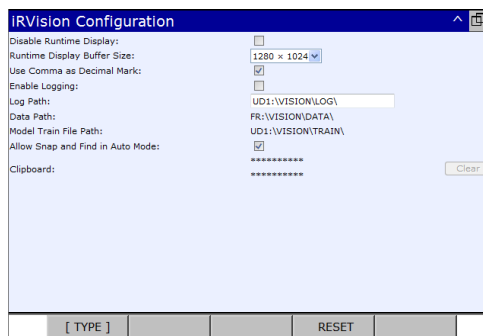 iRVision Configuration
Disable Runtime Display:
Runtime Display Buffer Size: 1280 × 1024
Use Comma as Decimal Mark:
Enable Logging:
Log Path: UD1:\VISION\LOG\
Data Path: FR:\VISION\DATA\
Model Train File Path: UD1:\VISION\TRAIN\
Allow Snap and Find in Auto Mode:
Clipboard: ********** Clear
**********
[ TYPE ] RESET